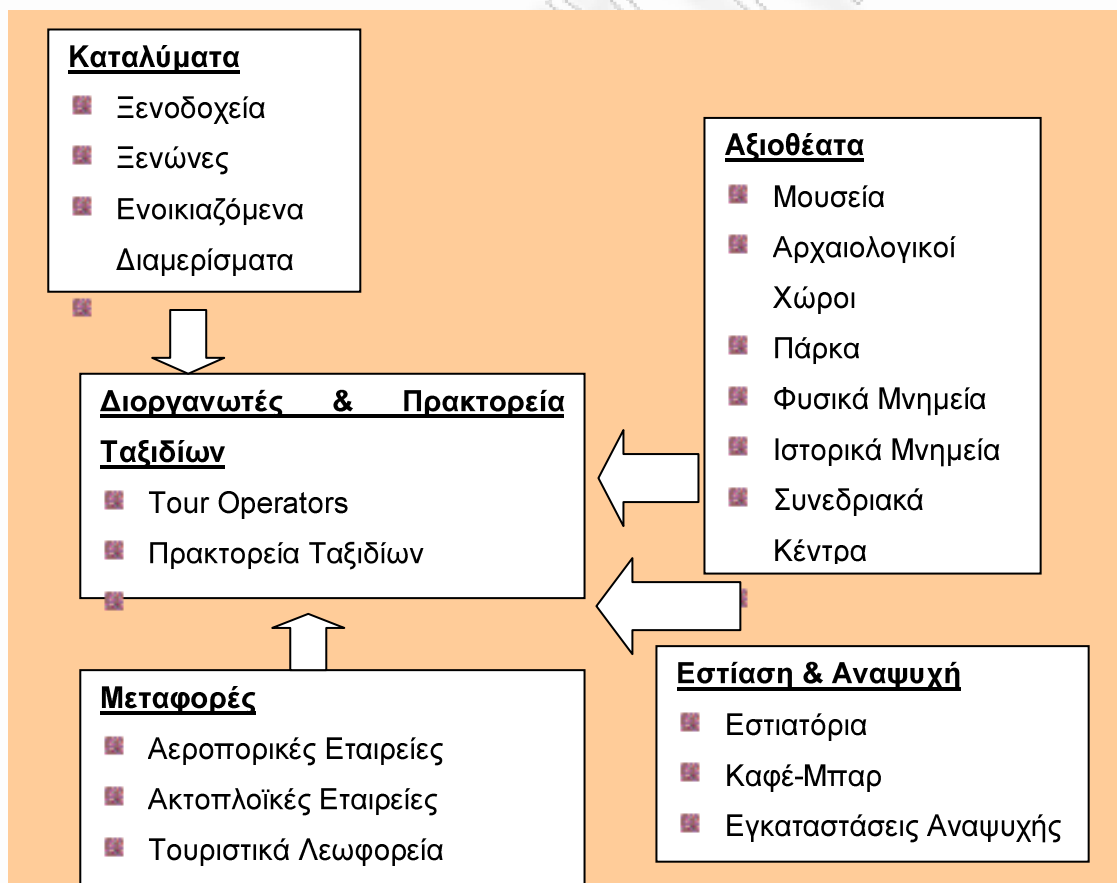 Καταλύματα
Ξενοδοχεία
Ξενώνες
Ενοικιαζόμενα
Διαμερίσματα
Αξιοθέατα
Μουσεία
Αρχαιολογικοί
Χώροι
Πάρκα
Φυσικά Μνημεία
Ιστορικά Μνημεία
Συνεδριακά
Κέντρα
Διοργανωτές & Πρακτορεία
Ταξιδίων
Tour Operators
Πρακτορεία Ταξιδίων
Μεταφορές
Αεροπορικές Εταιρείες
Ακτοπλοϊκές Εταιρείες
Τουριστικά Λεωφορεία
Εστίαση & Αναψυχή
Εστιατόρια
Καφέ-Μπαρ
Εγκαταστάσεις Αναψυχής